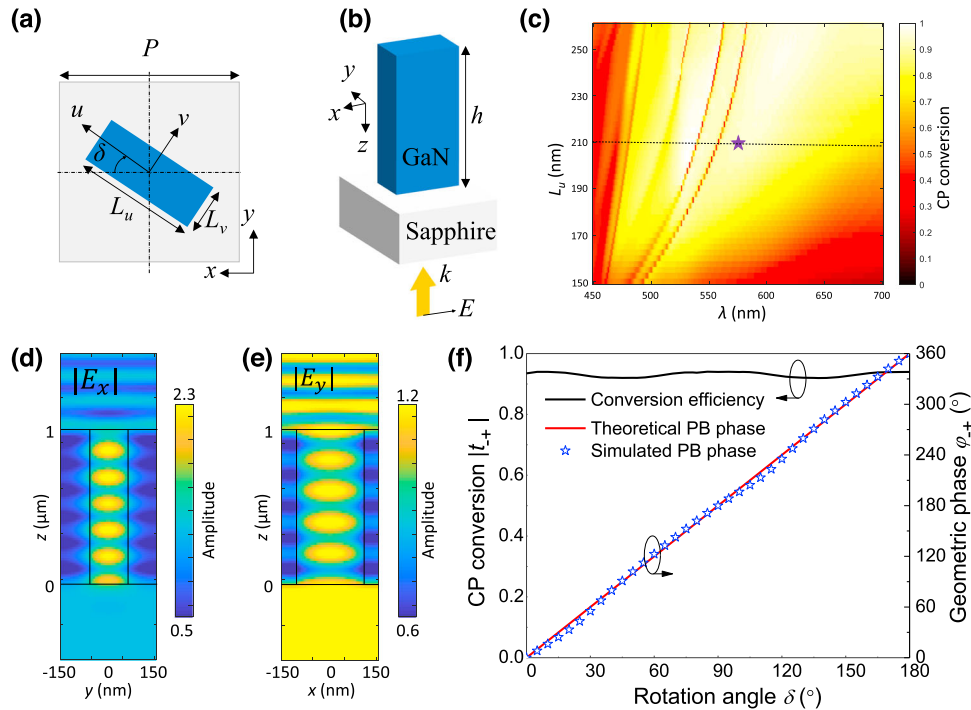 (a)
P
u
v
δ
L_u
L_v
y
x
(b)
y
x
z
h
GaN
Sapphire
k
E
(c)
L_u (nm)
250
230
210
190
170
150
450
500
550
600
650
700
λ (nm)
1
0.9
0.8
0.7
0.6
0.5
0.4
0.3
0.2
0.1
0
CP conversion
(d)
|E_x|
z (μm)
1
0
-150
0
150
y (nm)
2.3
0.5
Amplitude
(e)
|E_y|
z (μm)
1
0
-150
0
150
x (nm)
1.2
0.6
Amplitude
(f)
CP conversion |t_-+|
1.0
0.8
0.6
0.4
0.2
0.0
Conversion efficiency
Theoretical PB phase
Simulated PB phase
0
30
60
90
120
150
180
Rotation angle δ (°)
360
300
240
180
120
60
0
Geometric phase φ_-+ (°)